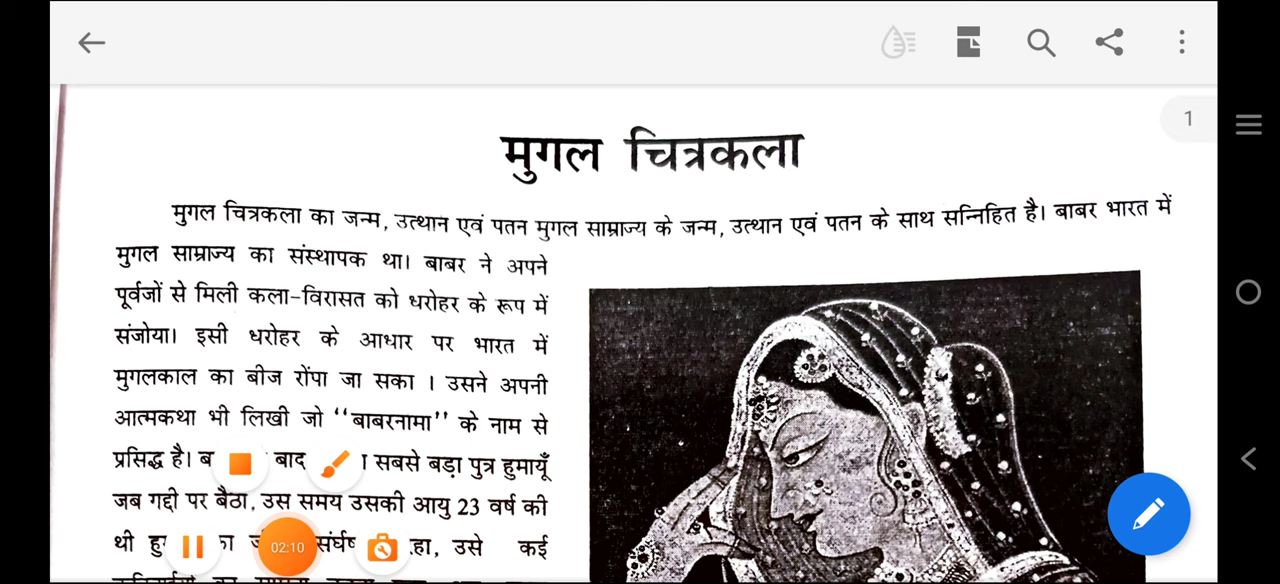 1
मुगल चित्रकला
मुगल चित्रकला का जन्म, उत्थान एवं पतन मुगल साम्राज्य के जन्म, उत्थान एवं पतन के साथ सन्निहित है। बाबर भारत में
मुगल साम्राज्य का संस्थापक था। बाबर ने अपने
पूर्वजों से मिली कला-विरासत को धरोहर के रूप में
संजोया। इसी धरोहर के आधार पर भारत में
मुगलकाल का बीज रोंपा जा सका । उसने अपनी
आत्मकथा भी लिखी जो ‘‘बाबरनामा’’ के नाम से
प्रसिद्ध है। बाद सबसे बड़ा पुत्र हुमायूँ
जब गद्दी पर बैठा, उस समय उसकी आयु 23 वर्ष की
थी संघर्ष उसे कई
02:10